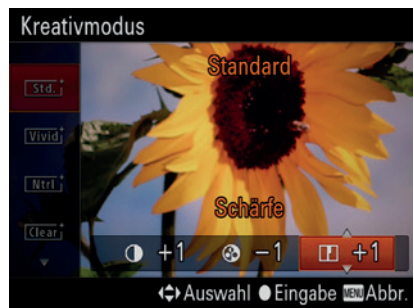 Kreativmodus
Standard
Std.
Vivid
Ntrl
Clear
Schärfe
+1 −1 +1
Auswahl Eingabe MENU Abbr.